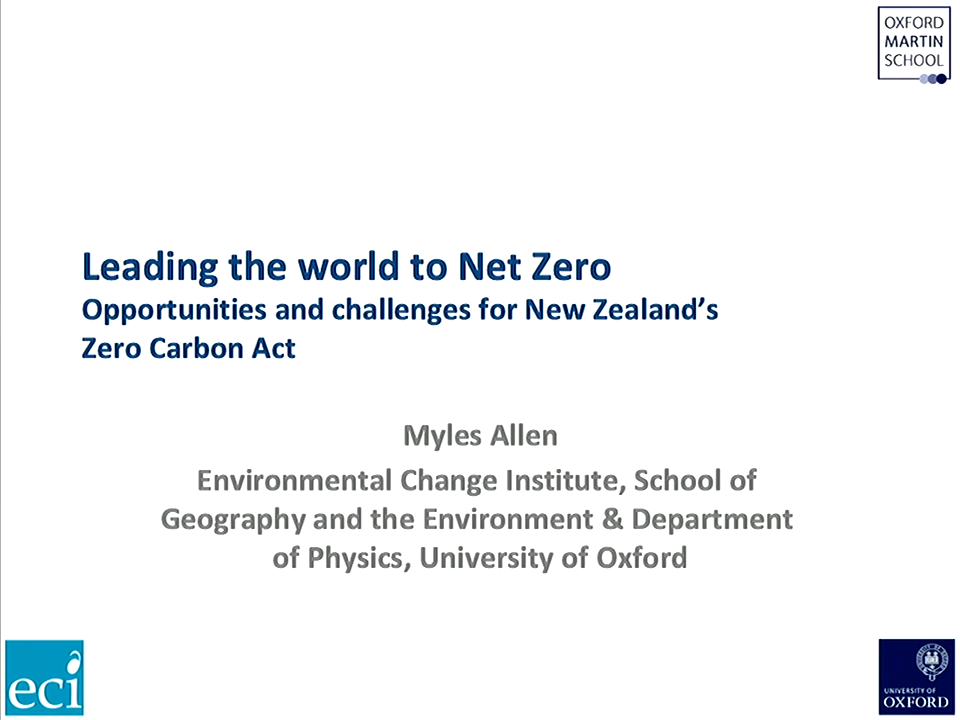 OXFORD
MARTIN
SCHOOL
Leading the world to Net Zero
Opportunities and challenges for New Zealand's
Zero Carbon Act
Myles Allen
Environmental Change Institute, School of
Geography and the Environment & Department
of Physics, University of Oxford
eci
UNIVERSITY OF
OXFORD